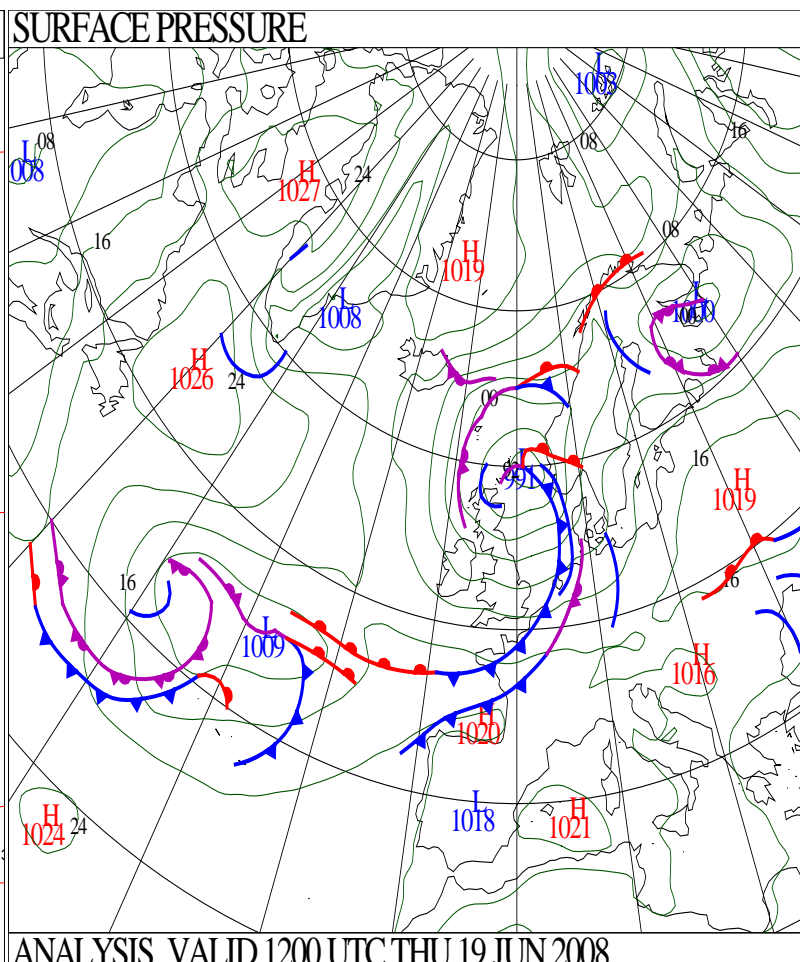 SURFACE PRESSURE
L
1003
16
08
08
L
008
H
1027
24
16
08
H
1019
L
1008
L
H
1026
24
00
16
H
1019
L
991
16
16
L
1009
H
1016
H
1020
L
1018
H
1021
H
1024
24
ANALYSIS VALID 1200 UTC THU 19 JUN 2008